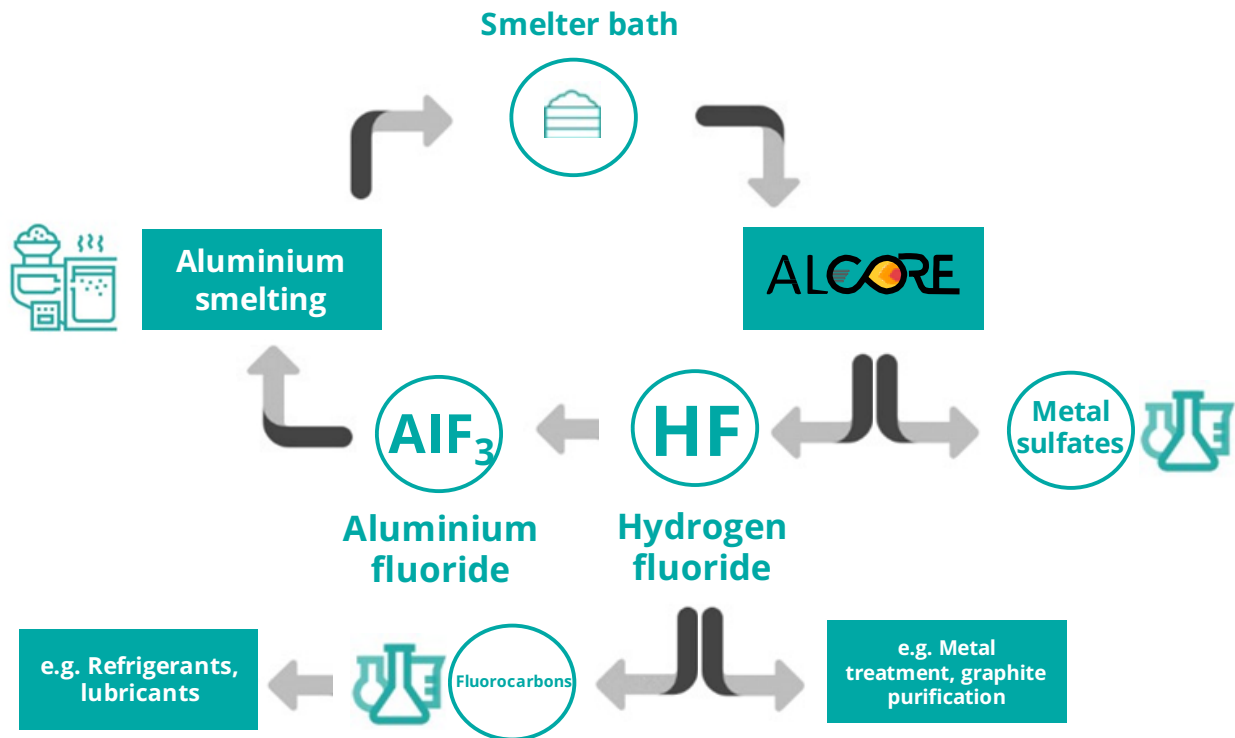 Smelter bath
Aluminium
smelting
ALCORE
AlF₃
HF
Metal
sulfates
Aluminium
fluoride
Hydrogen
fluoride
e.g. Refrigerants,
lubricants
Fluorocarbons
e.g. Metal
treatment, graphite
purification